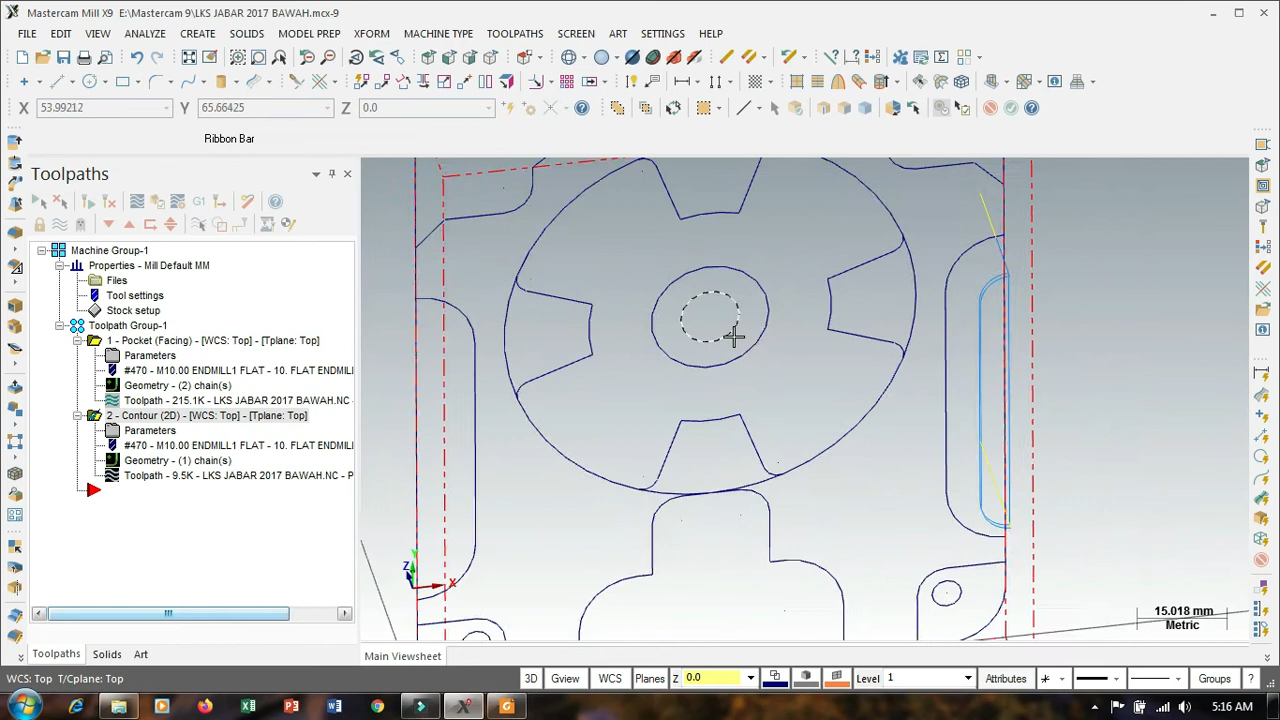 Mastercam Mill X9 E:\Mastercam 9\LKS JABAR 2017 BAWAH.mcx-9
FILE EDIT VIEW ANALYZE CREATE SOLIDS MODEL PREP XFORM MACHINE TYPE TOOLPATHS SCREEN ART SETTINGS HELP
X 53.99212 Y 65.66425 Z 0.0
Ribbon Bar
Toolpaths
G1
Machine Group-1
Properties - Mill Default MM
Files
Tool settings
Stock setup
Toolpath Group-1
1 - Pocket (Facing) - [WCS: Top] - [Tplane: Top]
Parameters
#470 - M10.00 ENDMILL1 FLAT - 10. FLAT ENDMILL
Geometry - (2) chain(s)
Toolpath - 215.1K - LKS JABAR 2017 BAWAH.NC -
2 - Contour (2D) - [WCS: Top] - [Tplane: Top]
Parameters
#470 - M10.00 ENDMILL1 FLAT - 10. FLAT ENDMILL
Geometry - (1) chain(s)
Toolpath - 9.5K - LKS JABAR 2017 BAWAH.NC - P
Y
Z
X
15.018 mm
Metric
Toolpaths Solids Art
Main Viewsheet
WCS: Top T/Cplane: Top
3D Gview WCS Planes Z 0.0 Level 1 Attributes Groups ?
5:16 AM